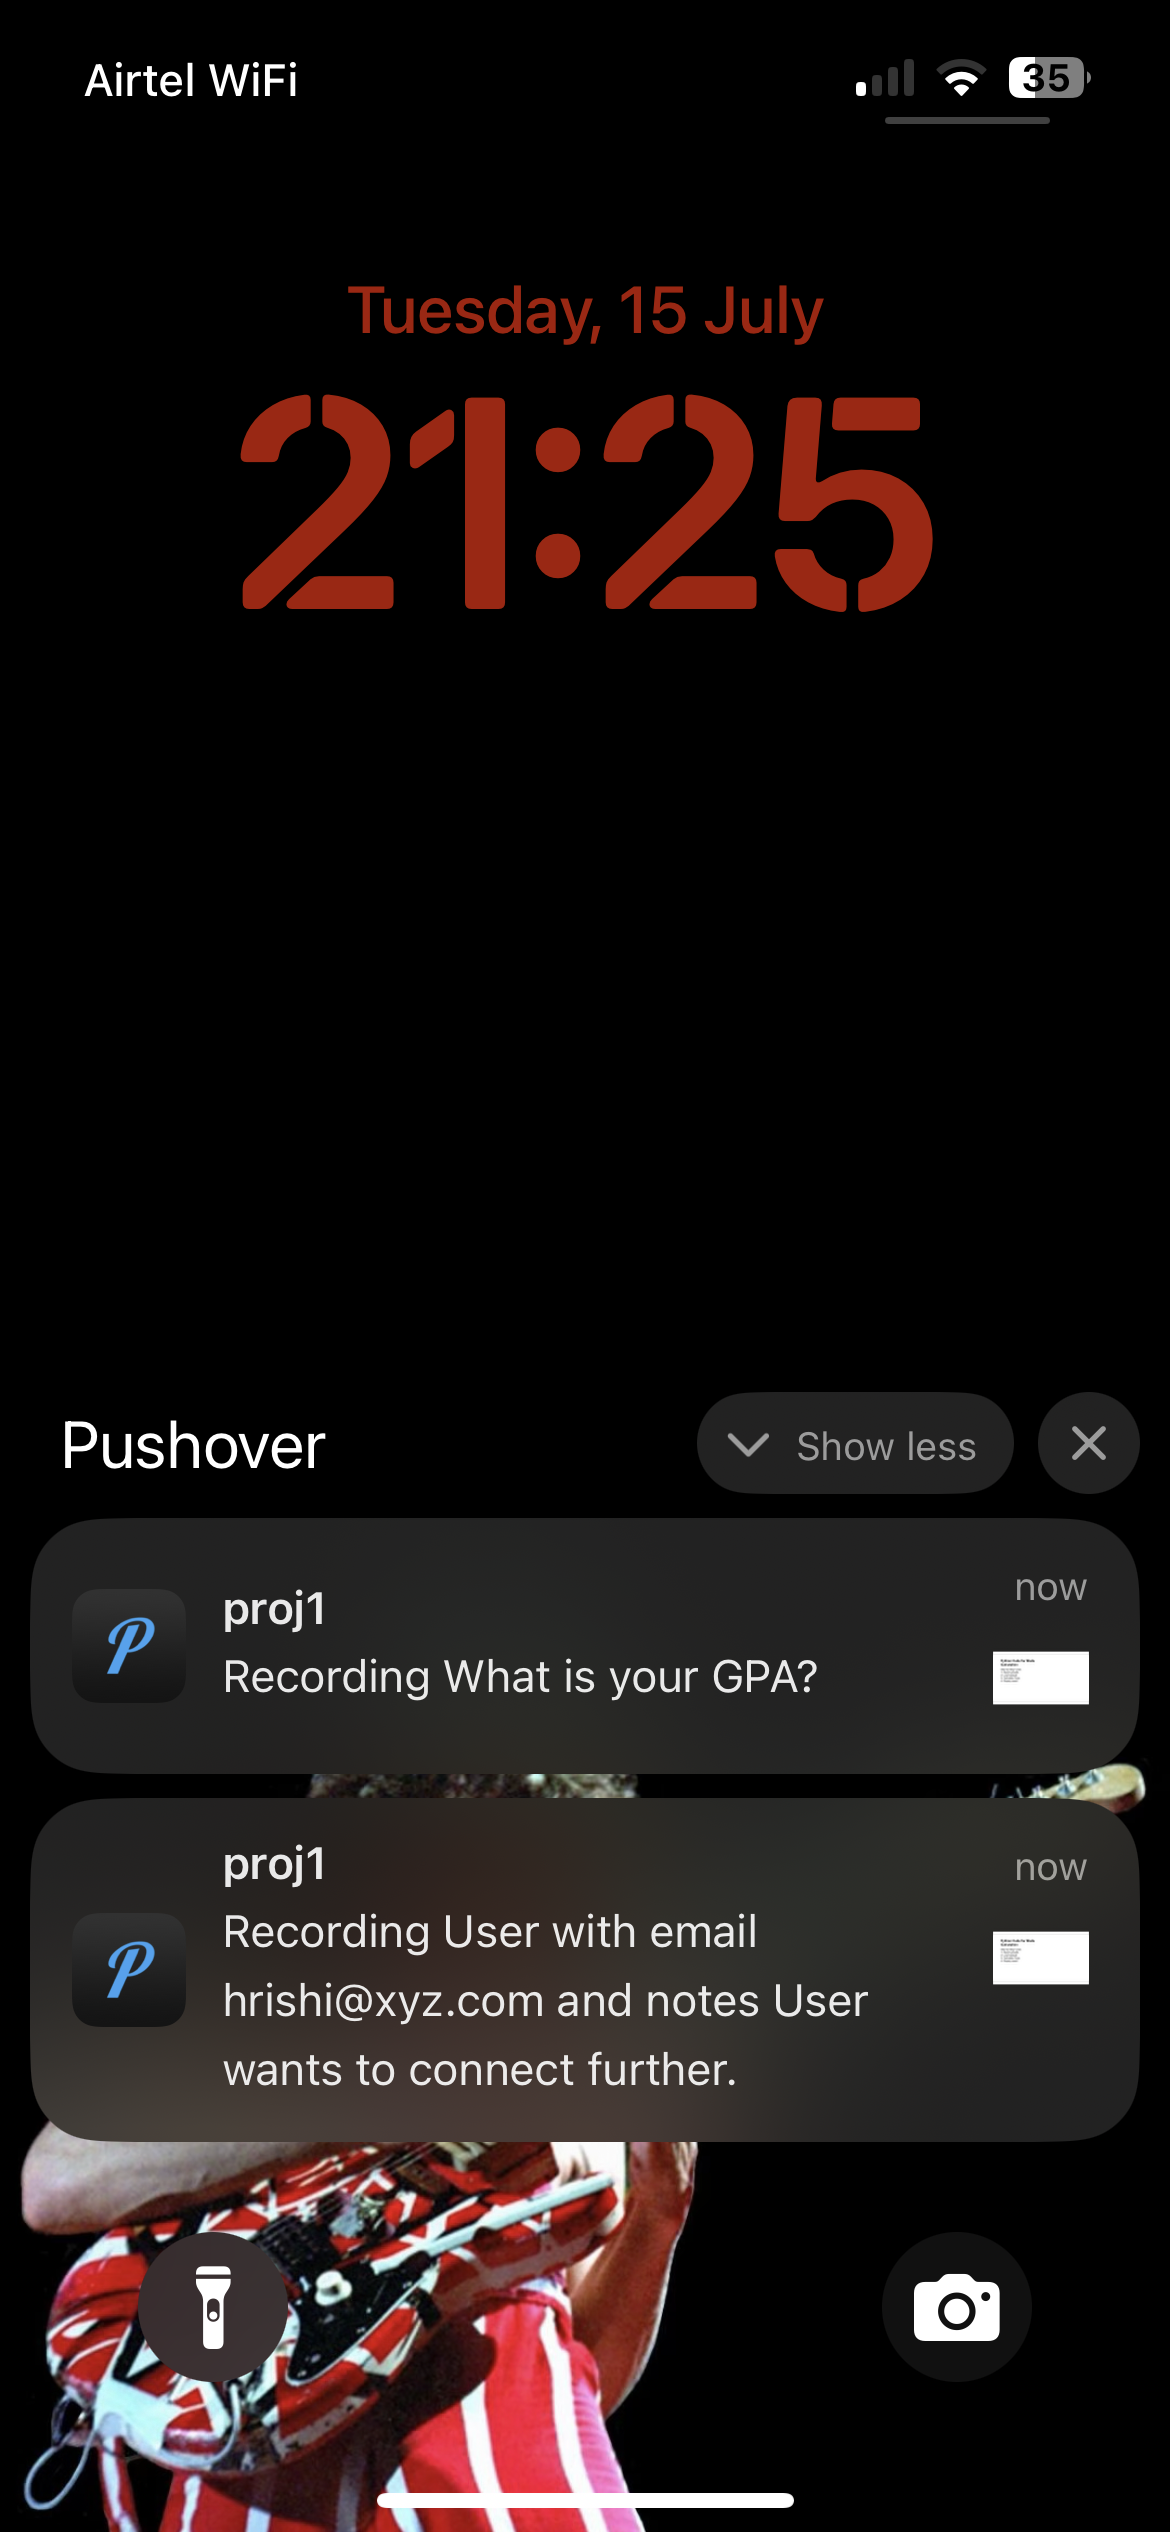 Airtel WiFi
35
Tuesday, 15 July
21:25
Pushover
Show less
proj1
now
Recording What is your GPA?
proj1
now
Recording User with email
hrishi@xyz.com and notes User
wants to connect further.